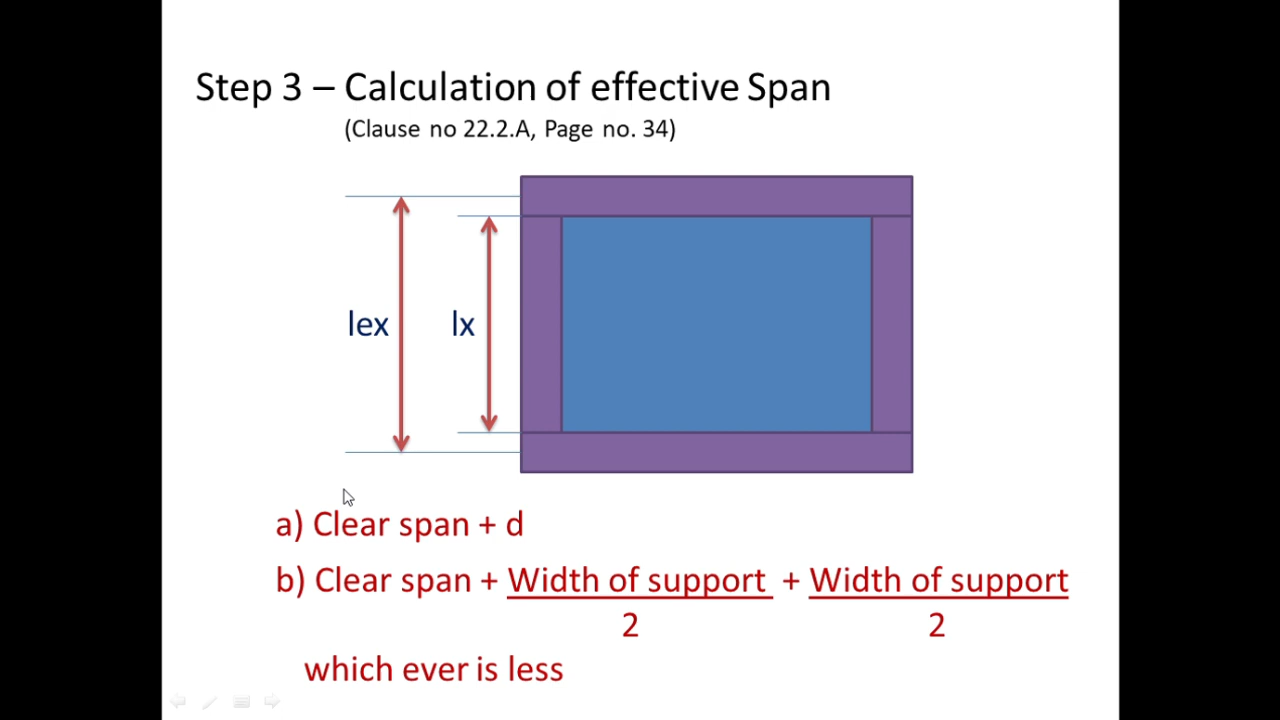 Step 3 – Calculation of effective Span
(Clause no 22.2.A, Page no. 34)
lex
lx
a) Clear span + d
b) Clear span + Width of support + Width of support
2 2
which ever is less